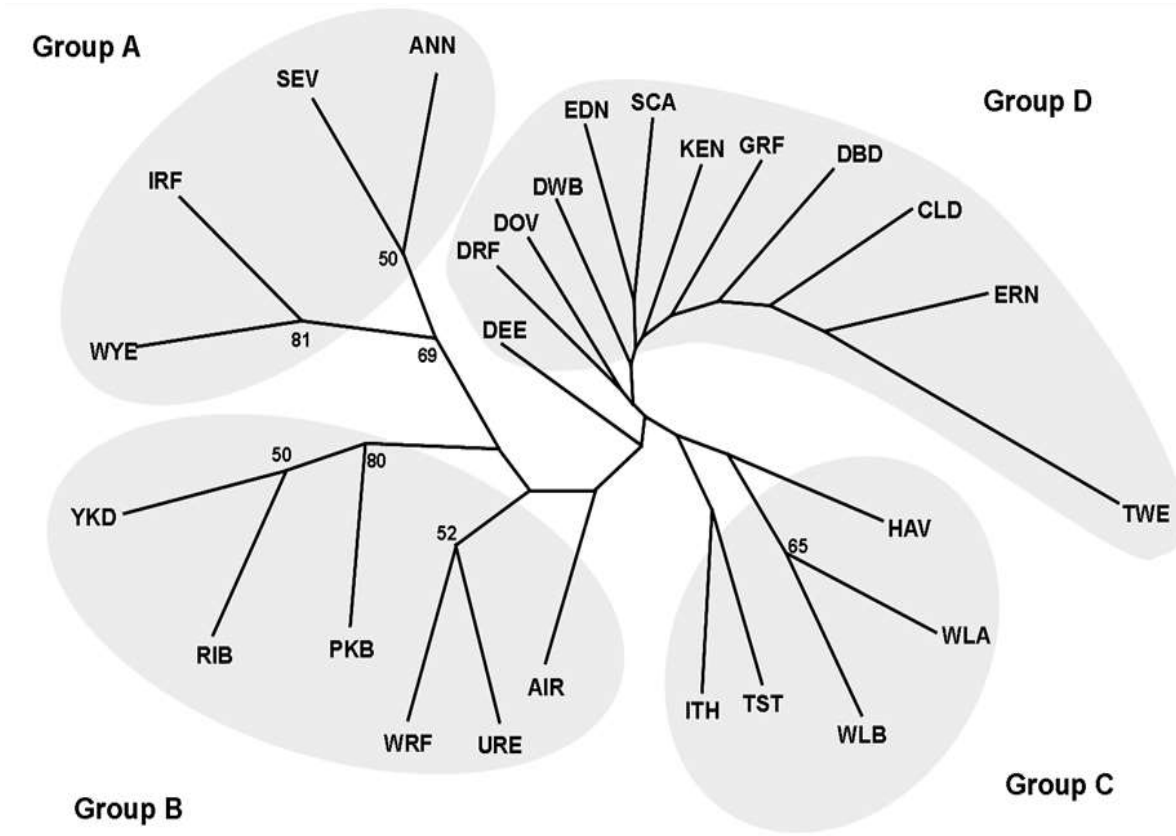 Group A
ANN
SEV
IRF
WYE
50
81
69
Group D
EDN
SCA
KEN
GRF
DBD
CLD
ERN
TWE
DWB
DOV
DRF
DEE
50
80
YKD
RIB
PKB
52
WRF
URE
AIR
Group B
HAV
65
WLA
WLB
TST
ITH
Group C